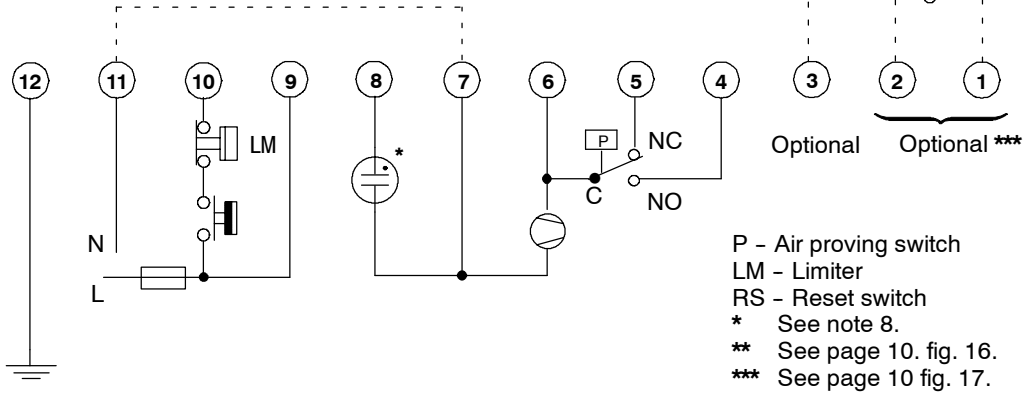 12 11 10 9 8 7 6 5 4 3 2 1
LM
*
P
NC
C
NO
Optional
Optional ***
N
L
P – Air proving switch
LM – Limiter
RS – Reset switch
* See note 8.
** See page 10. fig. 16.
*** See page 10 fig. 17.